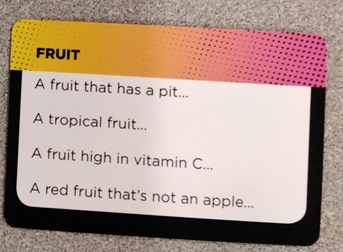 FRUIT
A fruit that has a pit...
A tropical fruit...
A fruit high in vitamin C...
A red fruit that's not an apple...